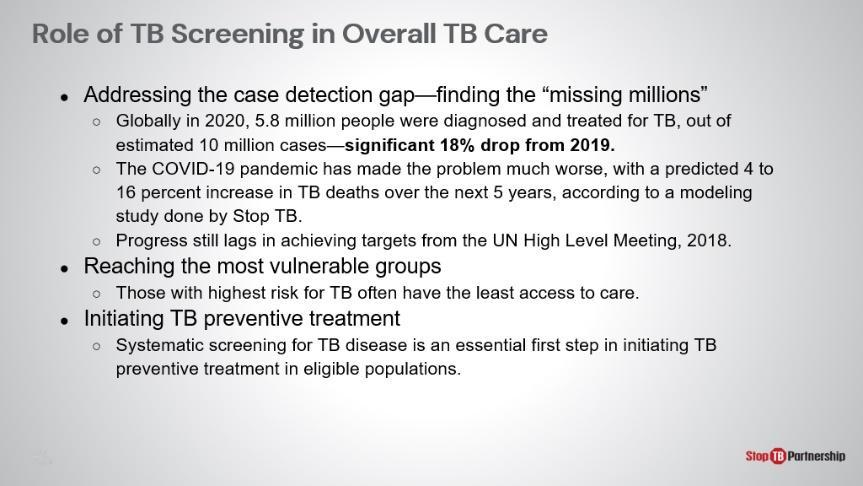 Role of TB Screening in Overall TB Care
● Addressing the case detection gap—finding the “missing millions”
○ Globally in 2020, 5.8 million people were diagnosed and treated for TB, out of
estimated 10 million cases—significant 18% drop from 2019.
○ The COVID-19 pandemic has made the problem much worse, with a predicted 4 to
16 percent increase in TB deaths over the next 5 years, according to a modeling
study done by Stop TB.
○ Progress still lags in achieving targets from the UN High Level Meeting, 2018.
● Reaching the most vulnerable groups
○ Those with highest risk for TB often have the least access to care.
● Initiating TB preventive treatment
○ Systematic screening for TB disease is an essential first step in initiating TB
preventive treatment in eligible populations.
Stop TB Partnership